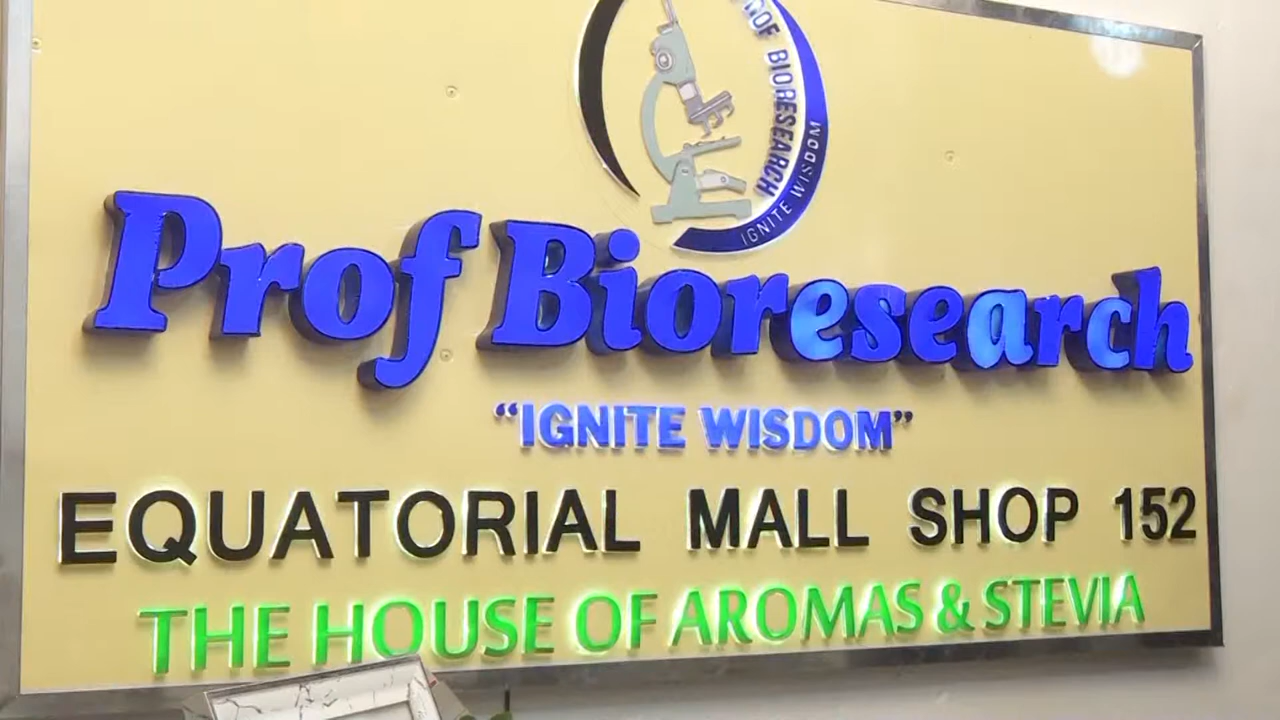 PROF BIORESEARCH
IGNITE WISDOM
Prof Bioresearch
“IGNITE WISDOM”
EQUATORIAL MALL SHOP 152
THE HOUSE OF AROMAS & STEVIA